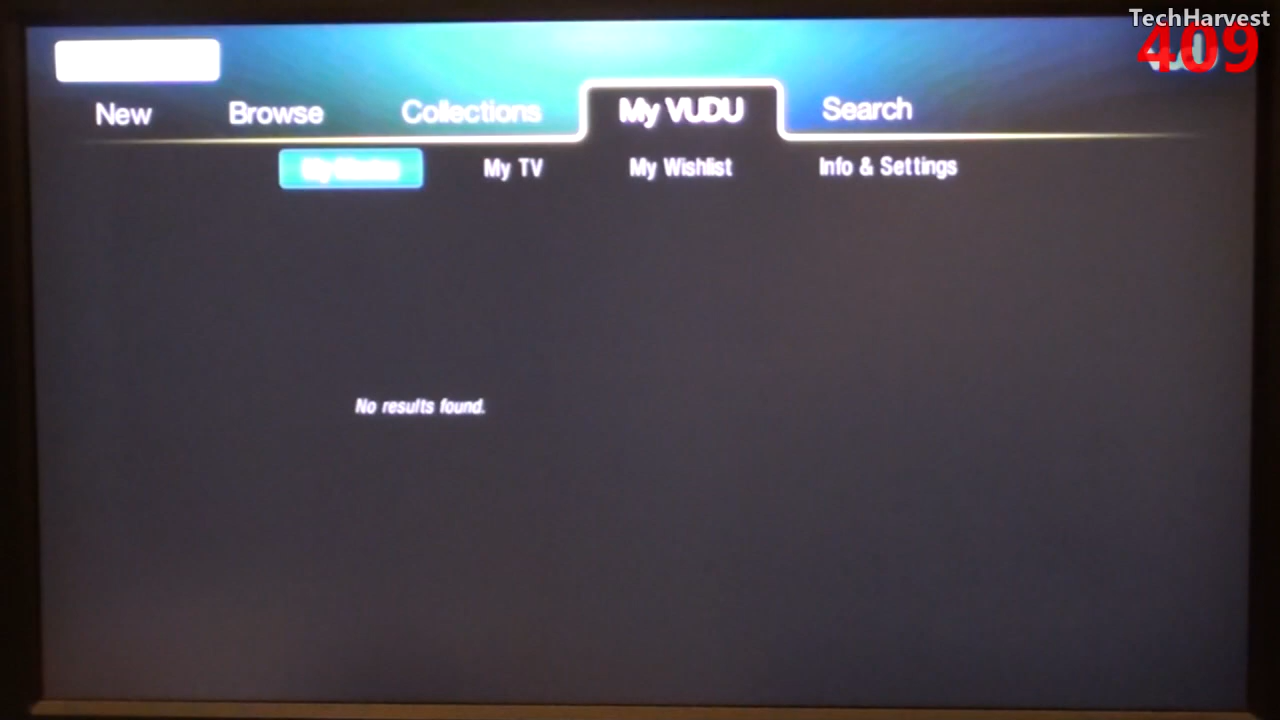 TechHarvest
409
New Browse Collections My VUDU Search
My TV My Wishlist Info & Settings
No results found.